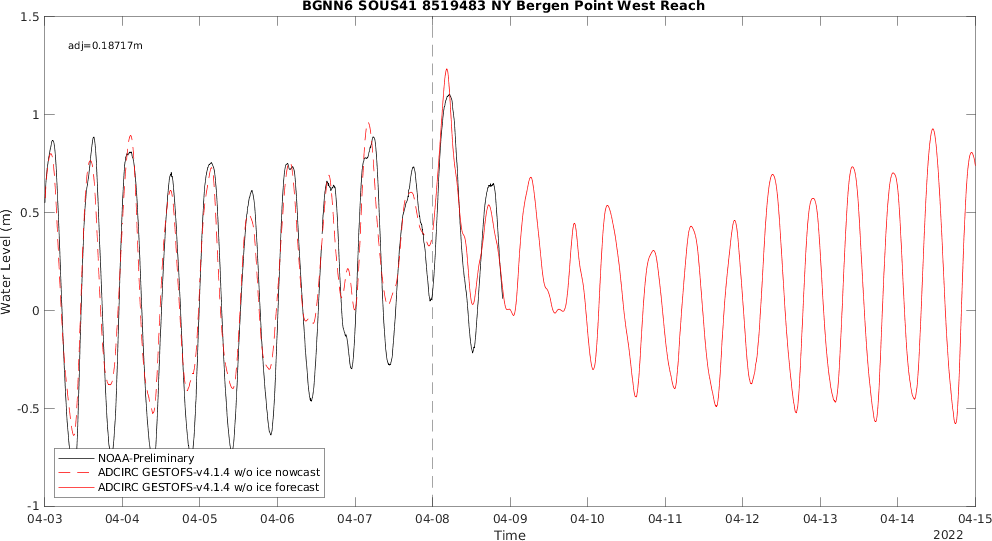 BGNN6 SOUS41 8519483 NY Bergen Point West Reach
1.5
adj=0.18717m
1
0.5
0
-0.5
-1
Water Level (m)
NOAA-Preliminary
ADCIRC GESTOFS-v4.1.4 w/o ice nowcast
ADCIRC GESTOFS-v4.1.4 w/o ice forecast
04-03 04-04 04-05 04-06 04-07 04-08 04-09 04-10 04-11 04-12 04-13 04-14 04-15
Time
2022